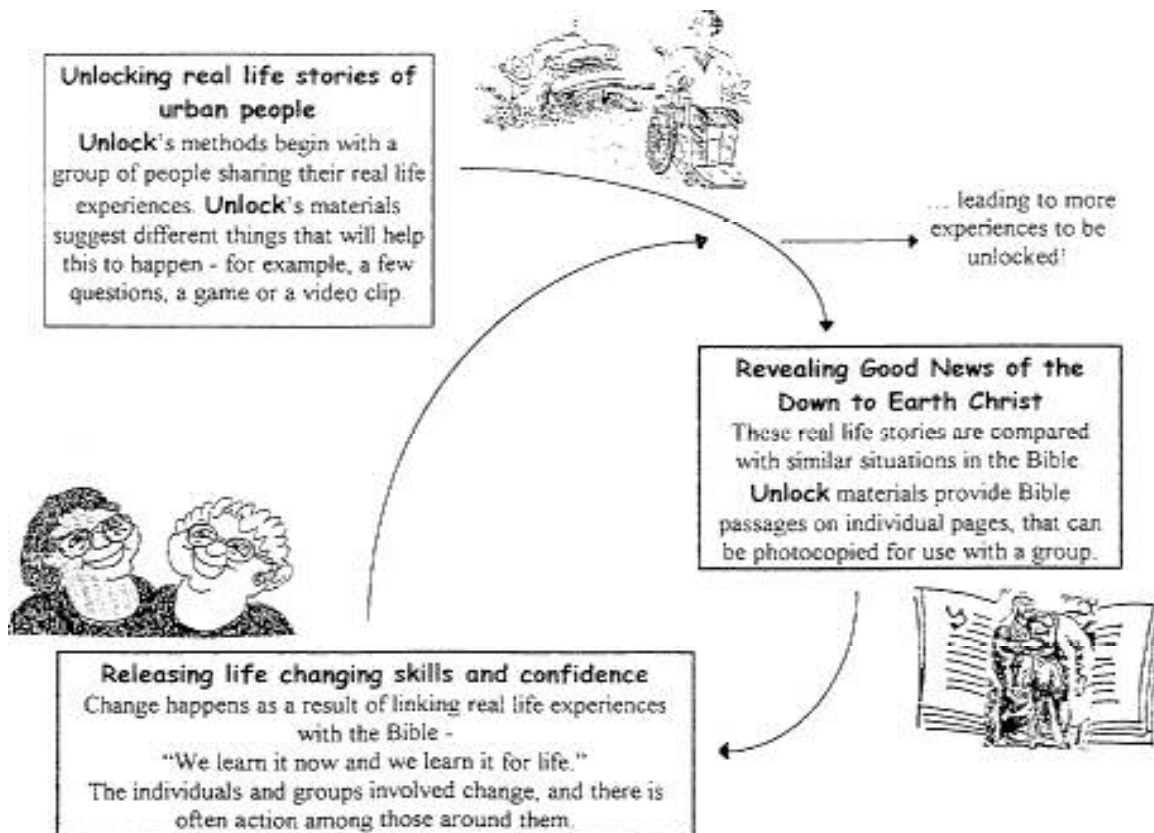 Unlocking real life stories of
urban people
Unlock's methods begin with a
group of people sharing their real life
experiences. Unlock's materials
suggest different things that will help
this to happen - for example, a few
questions, a game or a video clip.
... leading to more
experiences to be
unlocked!
Revealing Good News of the
Down to Earth Christ
These real life stories are compared
with similar situations in the Bible
Unlock materials provide Bible
passages on individual pages, that can
be photocopied for use with a group.
Releasing life changing skills and confidence
Change happens as a result of linking real life experiences
with the Bible -
"We learn it now and we learn it for life."
The individuals and groups involved change, and there is
often action among those around them.